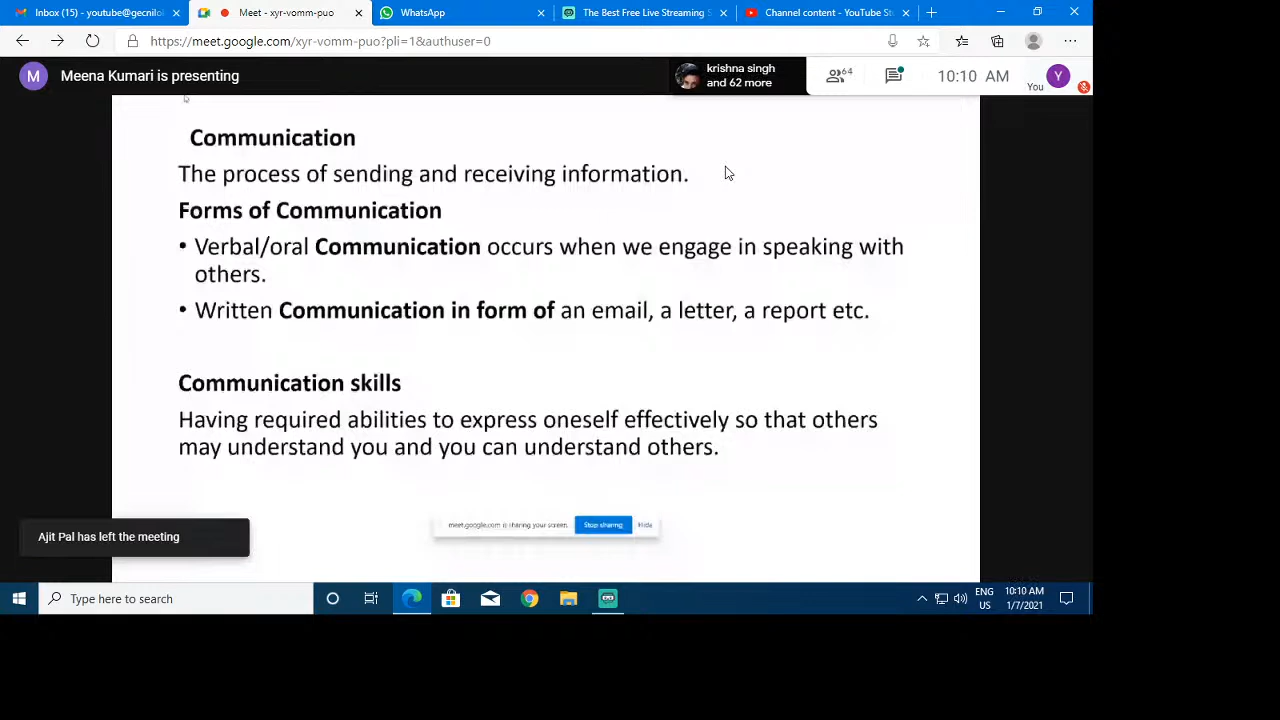 Inbox (15) - youtube@gecnilok
Meet - xyr-vomm-puo
WhatsApp
The Best Free Live Streaming S
Channel content - YouTube St
https://meet.google.com/xyr-vomm-puo?pli=1&authuser=0
M
Meena Kumari is presenting
krishna singh
and 62 more
64
10:10 AM
Y
You
Communication
The process of sending and receiving information.
Forms of Communication
• Verbal/oral Communication occurs when we engage in speaking with
others.
• Written Communication in form of an email, a letter, a report etc.
Communication skills
Having required abilities to express oneself effectively so that others
may understand you and you can understand others.
meet.google.com is sharing your screen.
Stop sharing
Hide
Ajit Pal has left the meeting
Type here to search
ENG
US
10:10 AM
1/7/2021